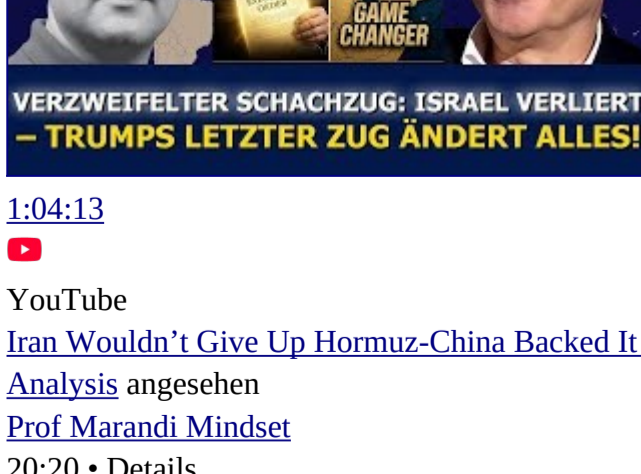 GAME
CHANGER
VERZWEIFELTER SCHACHZUG: ISRAEL VERLIERT
– TRUMPS LETZTER ZUG ÄNDERT ALLES!
1:04:13
YouTube
Iran Wouldn’t Give Up Hormuz-China Backed It
Analysis angesehen
Prof Marandi Mindset
20:20 • Details